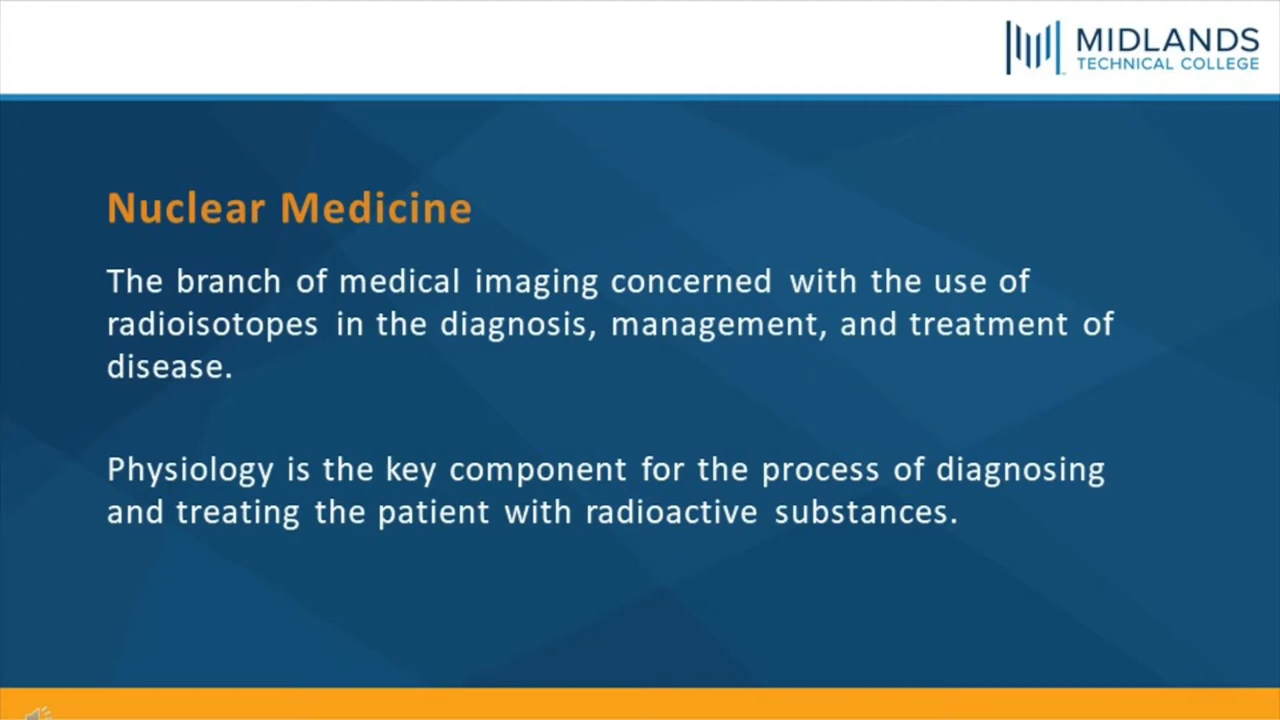 MIDLANDS
TECHNICAL COLLEGE
Nuclear Medicine
The branch of medical imaging concerned with the use of
radioisotopes in the diagnosis, management, and treatment of
disease.
Physiology is the key component for the process of diagnosing
and treating the patient with radioactive substances.